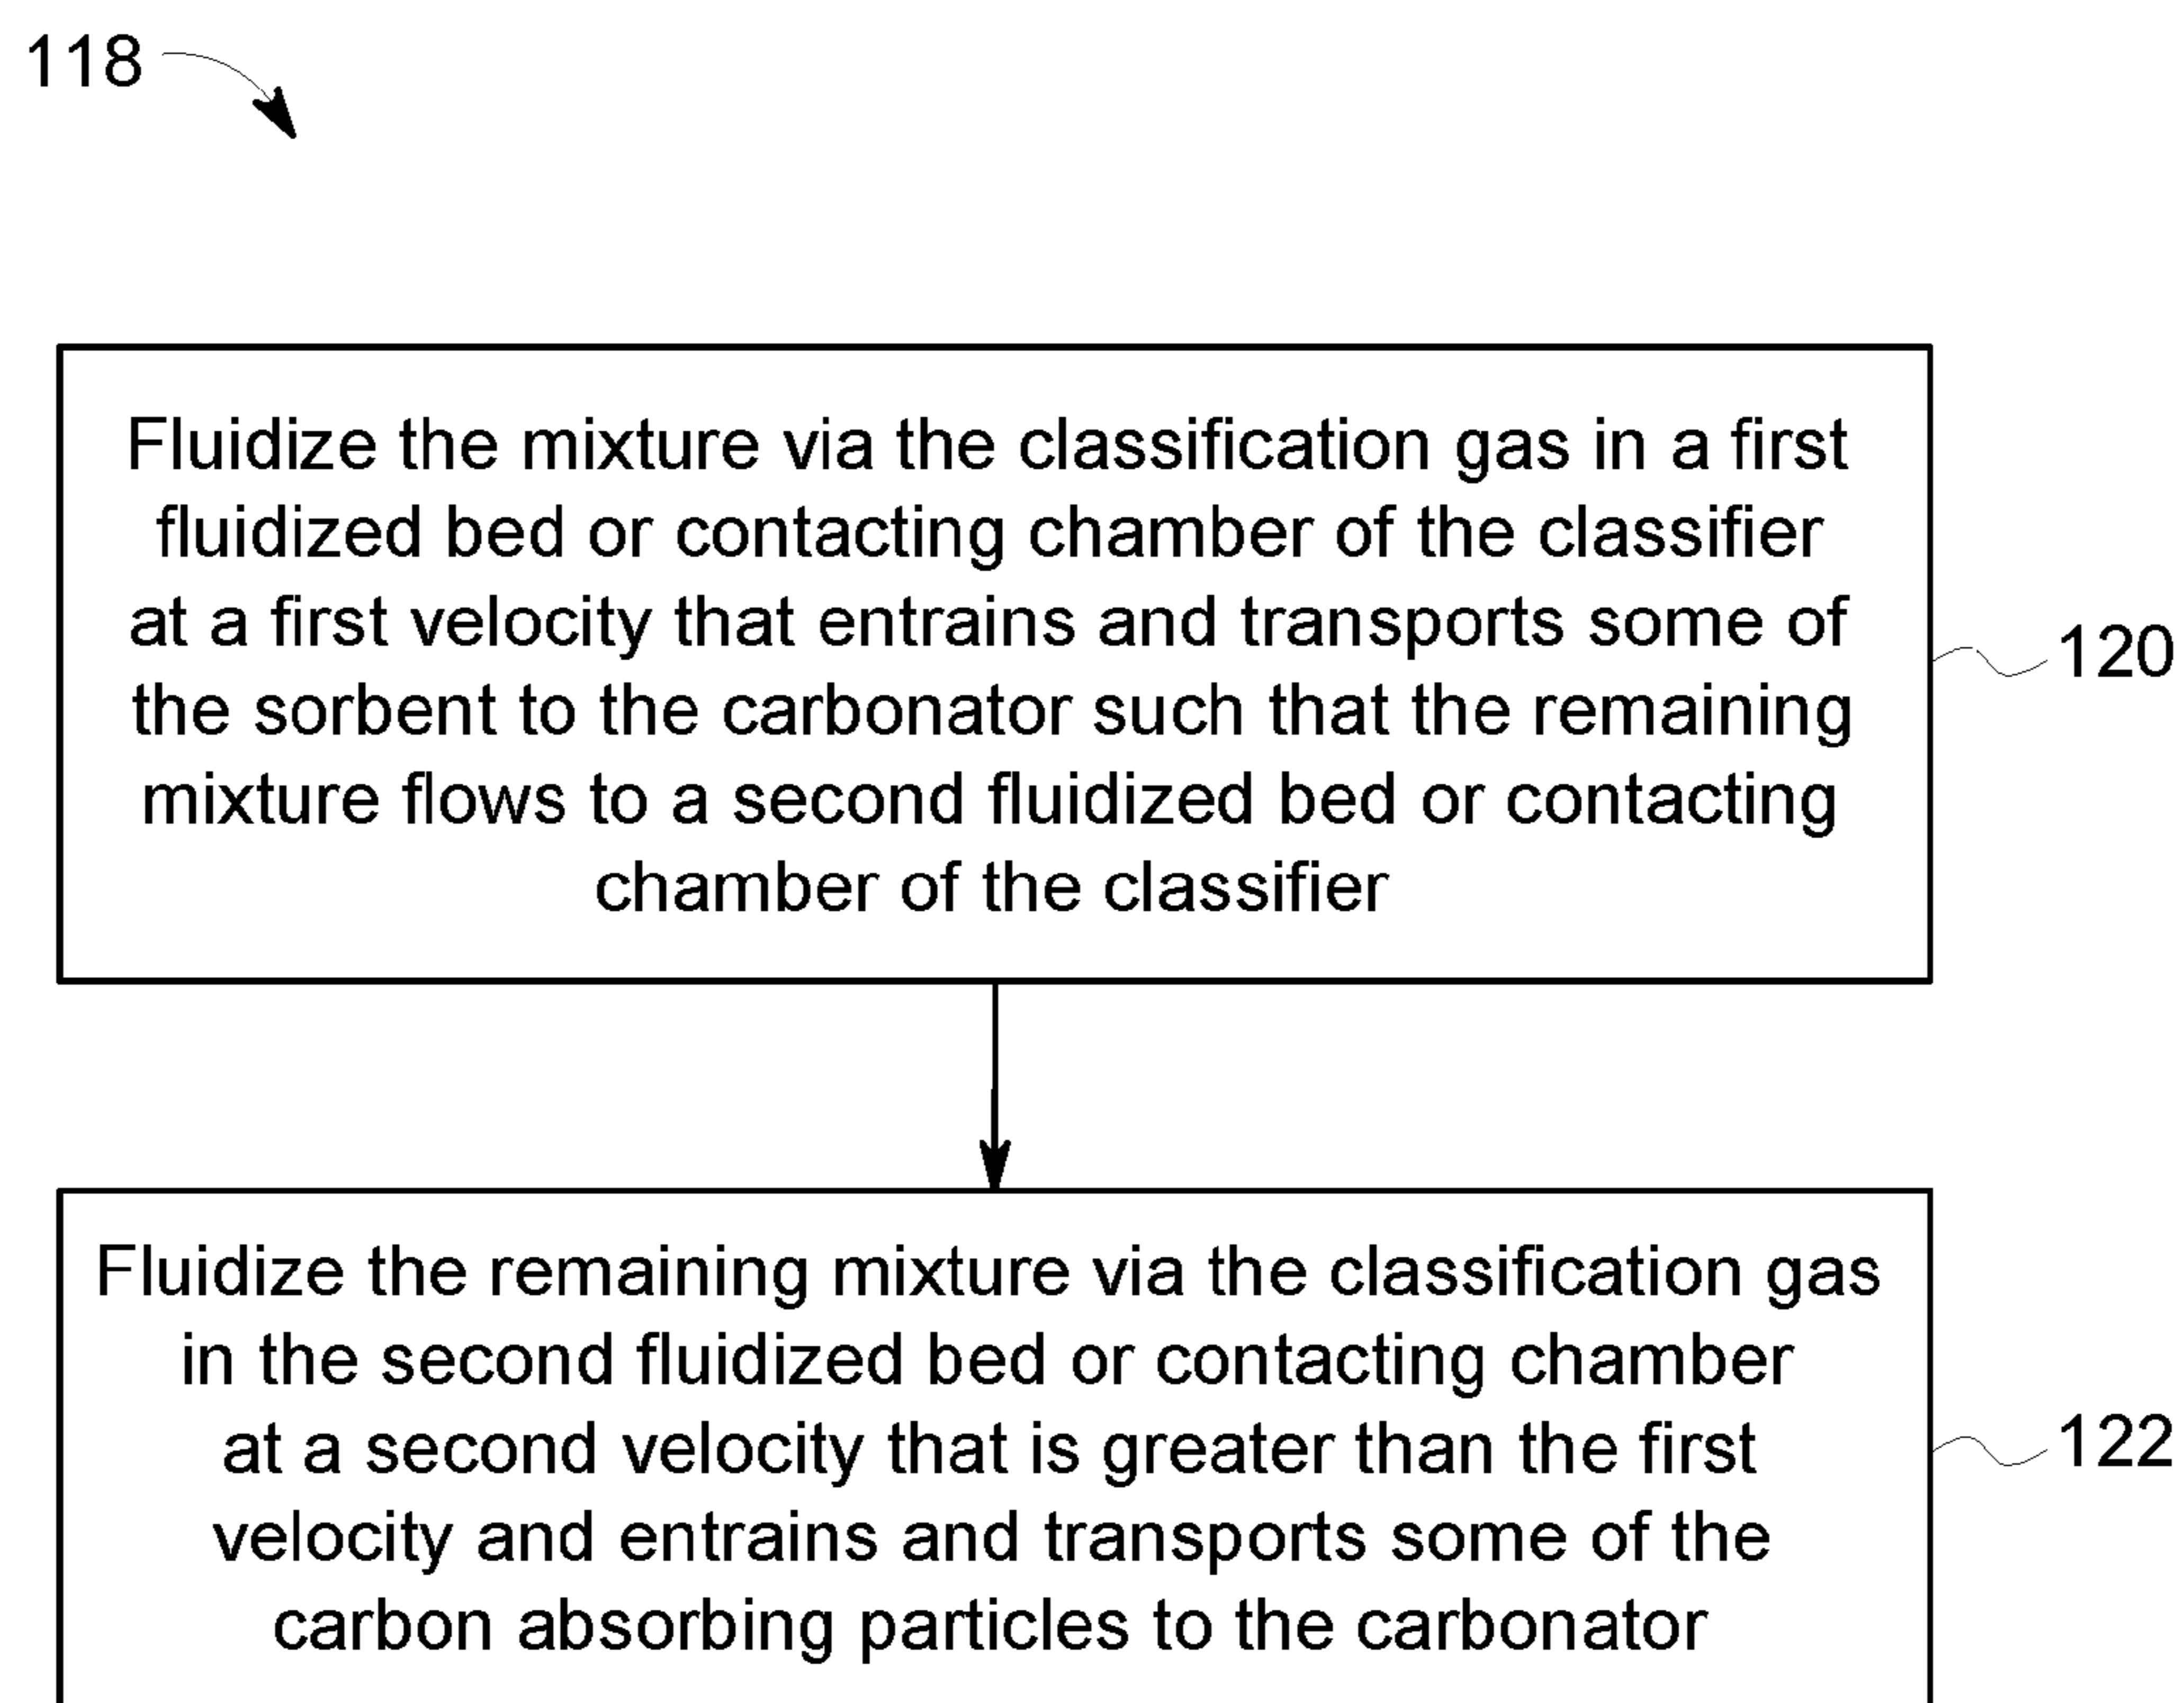 118
Fluidize the mixture via the classification gas in a first
fluidized bed or contacting chamber of the classifier
at a first velocity that entrains and transports some of
the sorbent to the carbonator such that the remaining
mixture flows to a second fluidized bed or contacting
chamber of the classifier
120
Fluidize the remaining mixture via the classification gas
in the second fluidized bed or contacting chamber
at a second velocity that is greater than the first
velocity and entrains and transports some of the
carbon absorbing particles to the carbonator
122